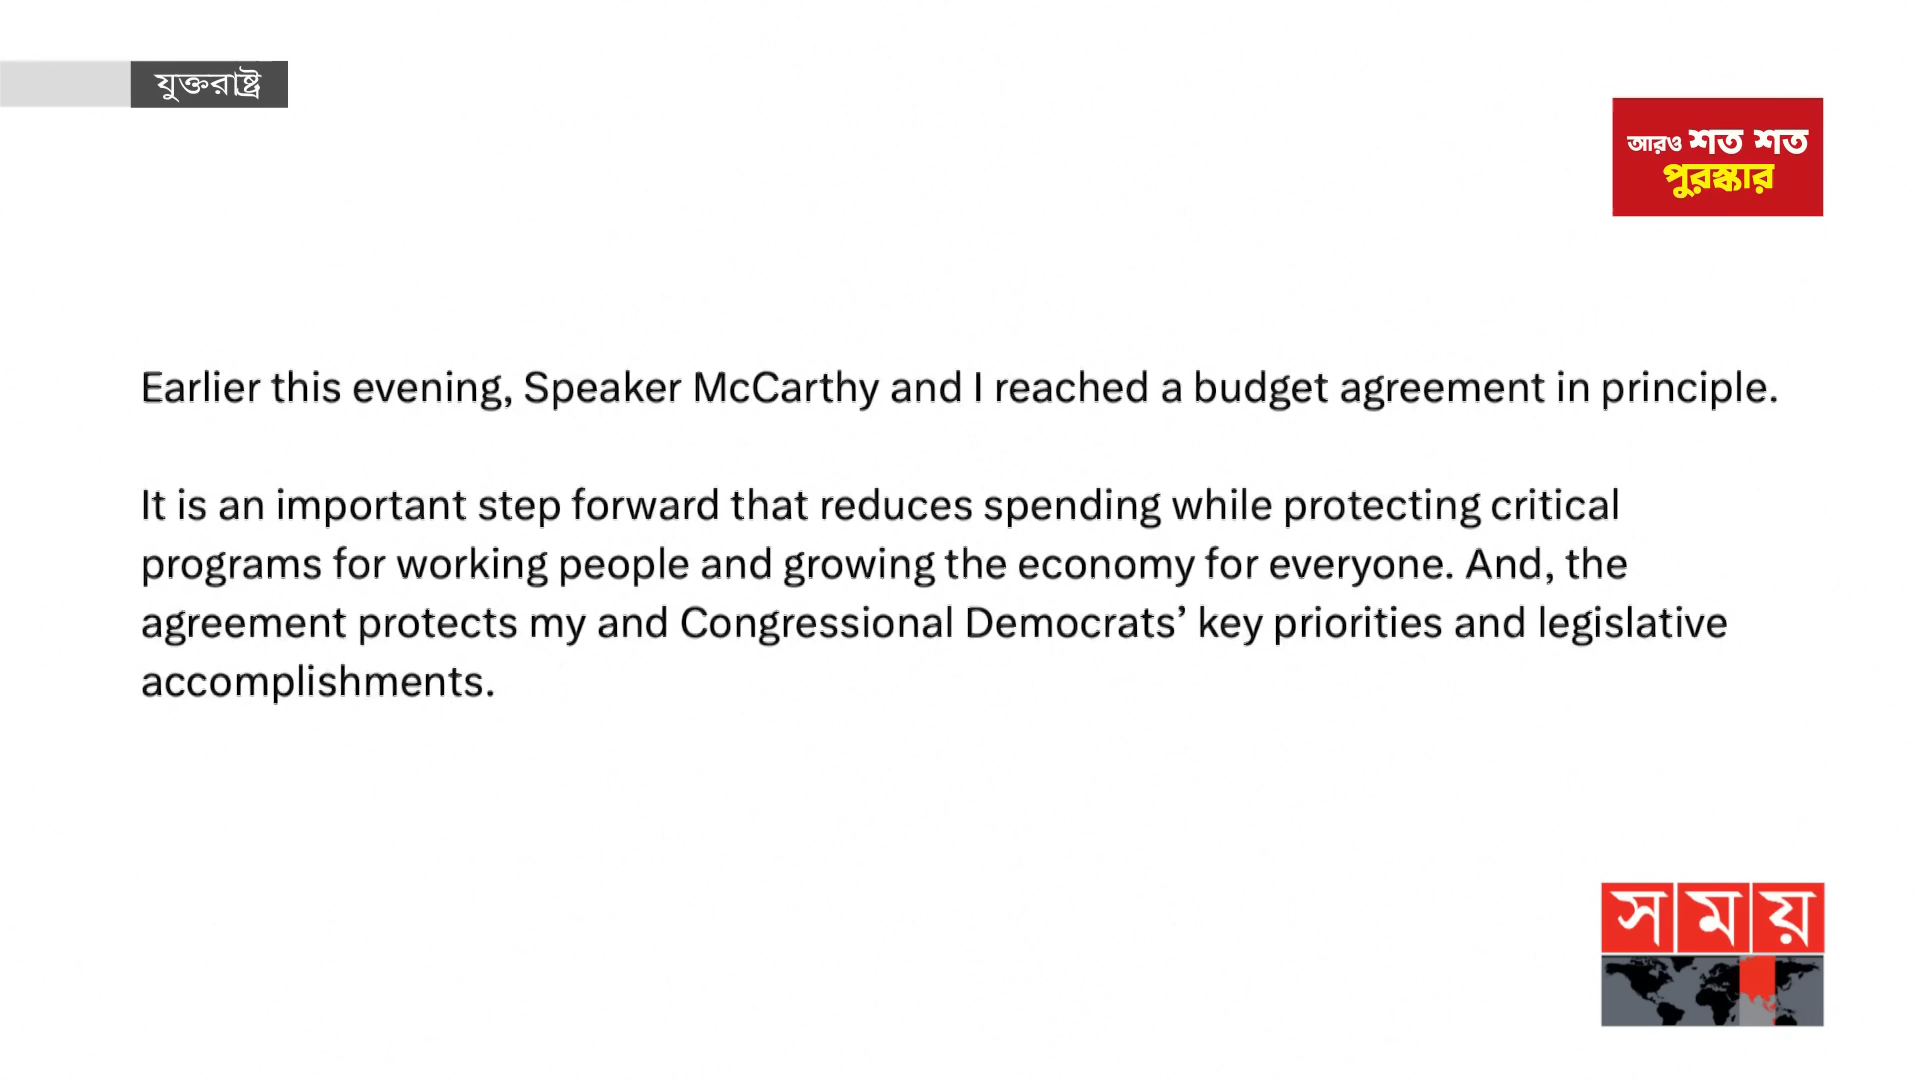 যুক্তরাষ্ট্র
আরও শত শত
পুরস্কার
Earlier this evening, Speaker McCarthy and I reached a budget agreement in principle.
It is an important step forward that reduces spending while protecting critical
programs for working people and growing the economy for everyone. And, the
agreement protects my and Congressional Democrats’ key priorities and legislative
accomplishments.
সময়